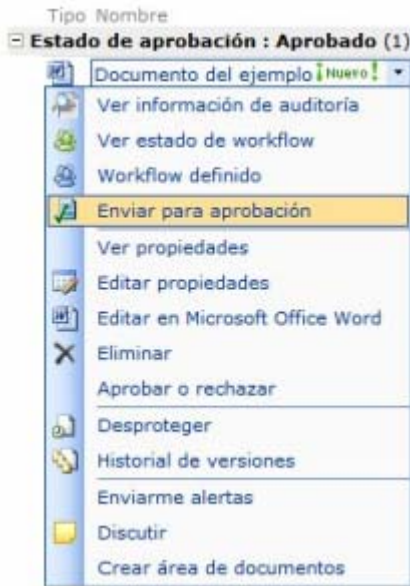 Tipo Nombre
Estado de aprobación : Aprobado (1)
Documento del ejemplo ¡Nuevo!
Ver información de auditoría
Ver estado de workflow
Workflow definido
Enviar para aprobación
Ver propiedades
Editar propiedades
Editar en Microsoft Office Word
Eliminar
Aprobar o rechazar
Desproteger
Historial de versiones
Enviarme alertas
Discutir
Crear área de documentos